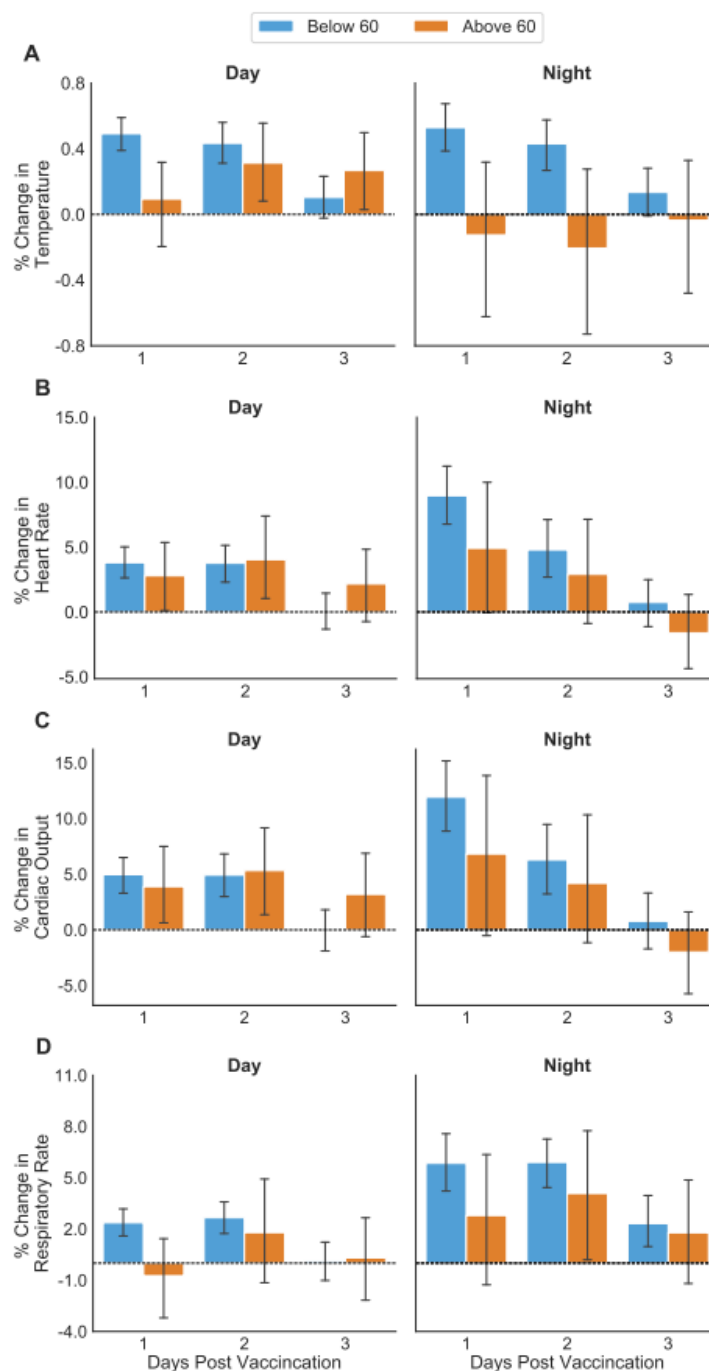 Below 60 Above 60
A
Day Night
% Change in
Temperature
0.8
0.4
0.0
-0.4
-0.8
1 2 3 1 2 3
B
Day Night
% Change in
Heart Rate
15.0
10.0
5.0
0.0
-5.0
1 2 3 1 2 3
C
Day Night
% Change in
Cardiac Output
15.0
10.0
5.0
0.0
-5.0
1 2 3 1 2 3
D
Day Night
% Change in
Respiratory Rate
11.0
8.0
5.0
2.0
-1.0
-4.0
1 2 3 1 2 3
Days Post Vaccincation Days Post Vaccincation